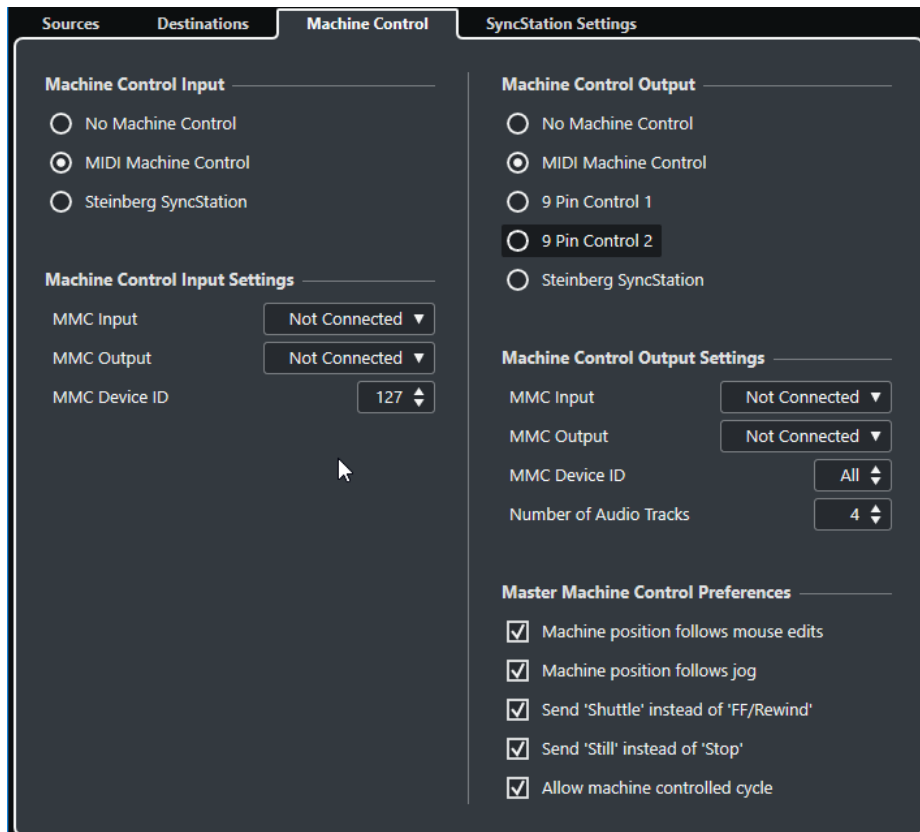 Sources Destinations Machine Control SyncStation Settings
Machine Control Input
No Machine Control
MIDI Machine Control
Steinberg SyncStation
Machine Control Input Settings
MMC Input Not Connected
MMC Output Not Connected
MMC Device ID 127
Machine Control Output
No Machine Control
MIDI Machine Control
9 Pin Control 1
9 Pin Control 2
Steinberg SyncStation
Machine Control Output Settings
MMC Input Not Connected
MMC Output Not Connected
MMC Device ID All
Number of Audio Tracks 4
Master Machine Control Preferences
Machine position follows mouse edits
Machine position follows jog
Send 'Shuttle' instead of 'FF/Rewind'
Send 'Still' instead of 'Stop'
Allow machine controlled cycle